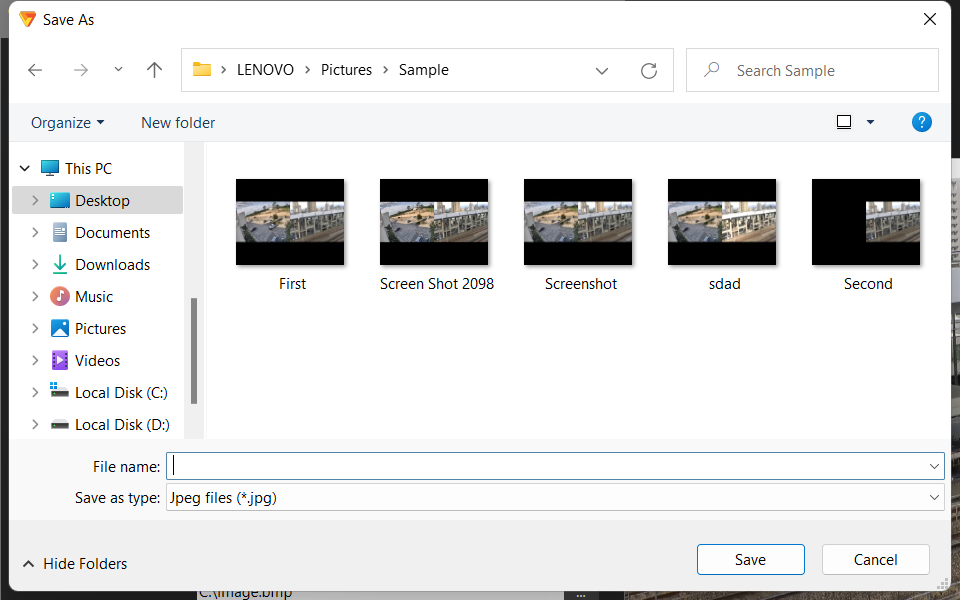 Save As
LENOVO > Pictures > Sample
Search Sample
Organize
New folder
?
This PC
Desktop
Documents
Downloads
Music
Pictures
Videos
Local Disk (C:)
Local Disk (D:)
First
Screen Shot 2098
Screenshot
sdad
Second
File name:
Save as type: Jpeg files (*.jpg)
Hide Folders
Save
Cancel
C:\image.bmp
...